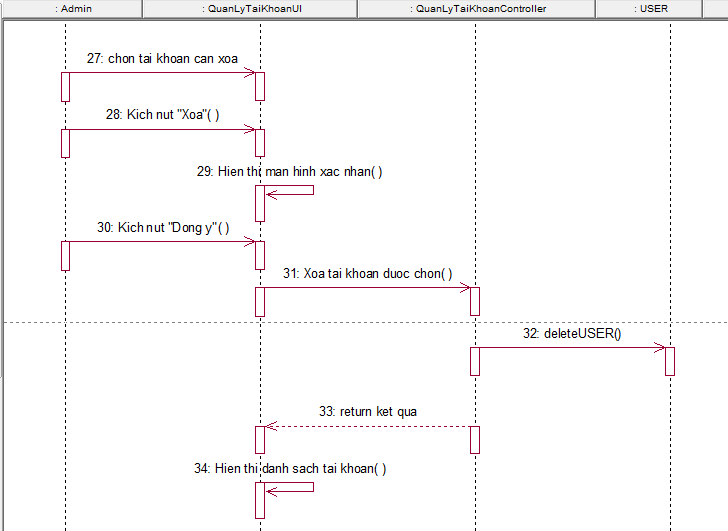 : Admin
: QuanLyTaiKhoanUI
: QuanLyTaiKhoanController
: USER
27: chon tai khoan can xoa
28: Kich nut "Xoa"( )
29: Hien thi man hinh xac nhan( )
30: Kich nut "Dong y"( )
31: Xoa tai khoan duoc chon( )
32: deleteUSER()
33: return ket qua
34: Hien thi danh sach tai khoan( )